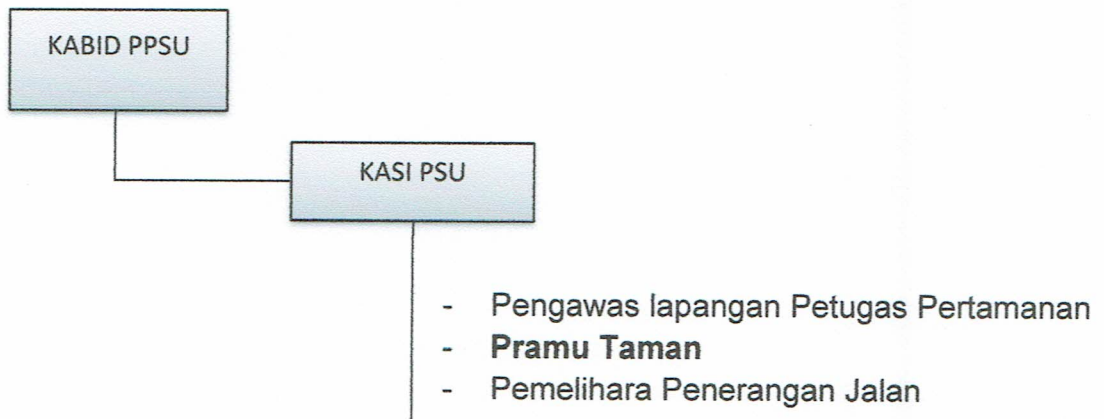 KABID PPSU
KASI PSU
- Pengawas lapangan Petugas Pertamanan
- Pramu Taman
- Pemelihara Penerangan Jalan